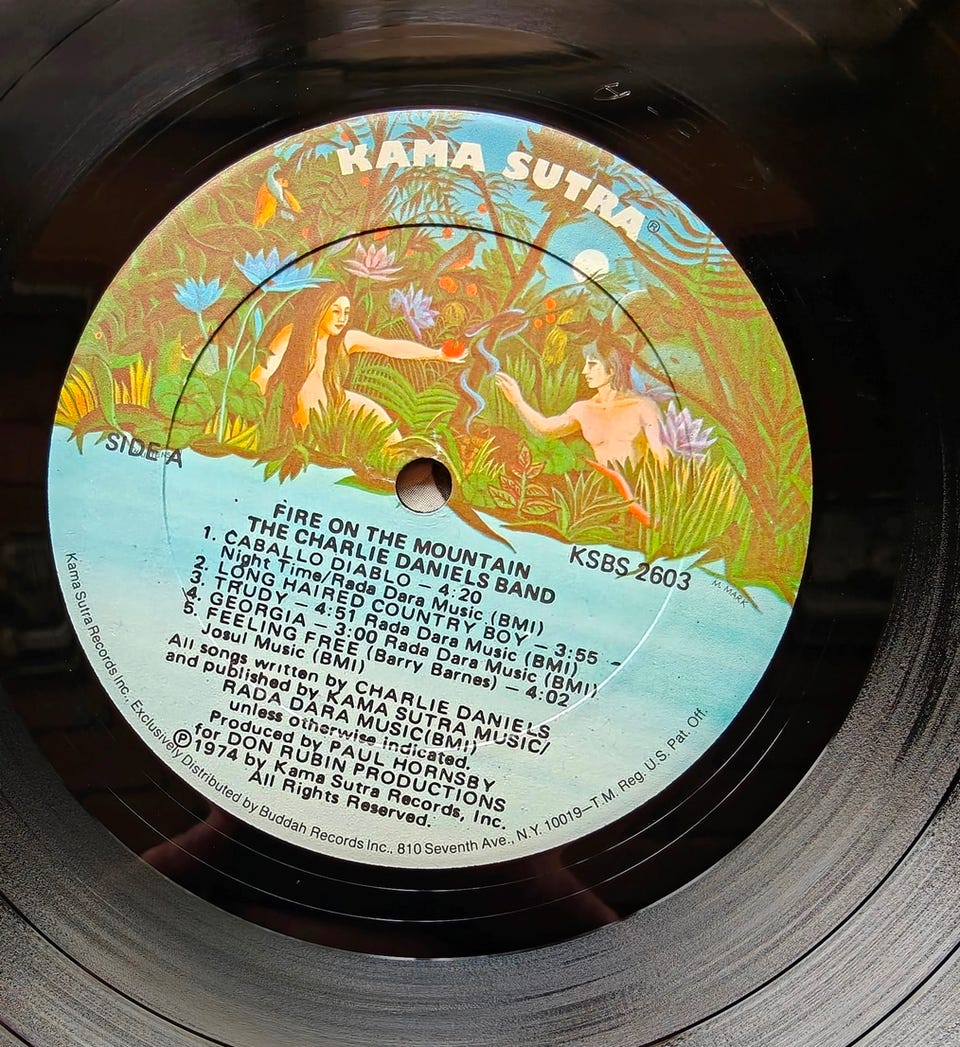 KAMA SUTRA®
SIDE A
FIRE ON THE MOUNTAIN
THE CHARLIE DANIELS BAND
KSBS 2603
M. MARK
1. CABALLO DIABLO – 4:20
Night Time/Rada Dara Music (BMI)
2. LONG HAIRED COUNTRY BOY – 3:55 –
Rada Dara Music (BMI)
3. TRUDY – 4:51 Rada Dara Music (BMI)
4. GEORGIA – 3:00 Rada Dara Music (BMI)
5. FEELING FREE (Barry Barnes) – 4:02
Josul Music (BMI)
All songs written by CHARLIE DANIELS
and published by KAMA SUTRA MUSIC/
RADA DARA MUSIC(BMI)
unless otherwise indicated.
Produced by PAUL HORNSBY
for DON RUBIN PRODUCTIONS
℗1974 by Kama Sutra Records, Inc.
All Rights Reserved.
Kama Sutra Records Inc., Exclusively Distributed by Buddah Records Inc., 810 Seventh Ave., N.Y. 10019–T.M. Reg. U.S. Pat. Off.